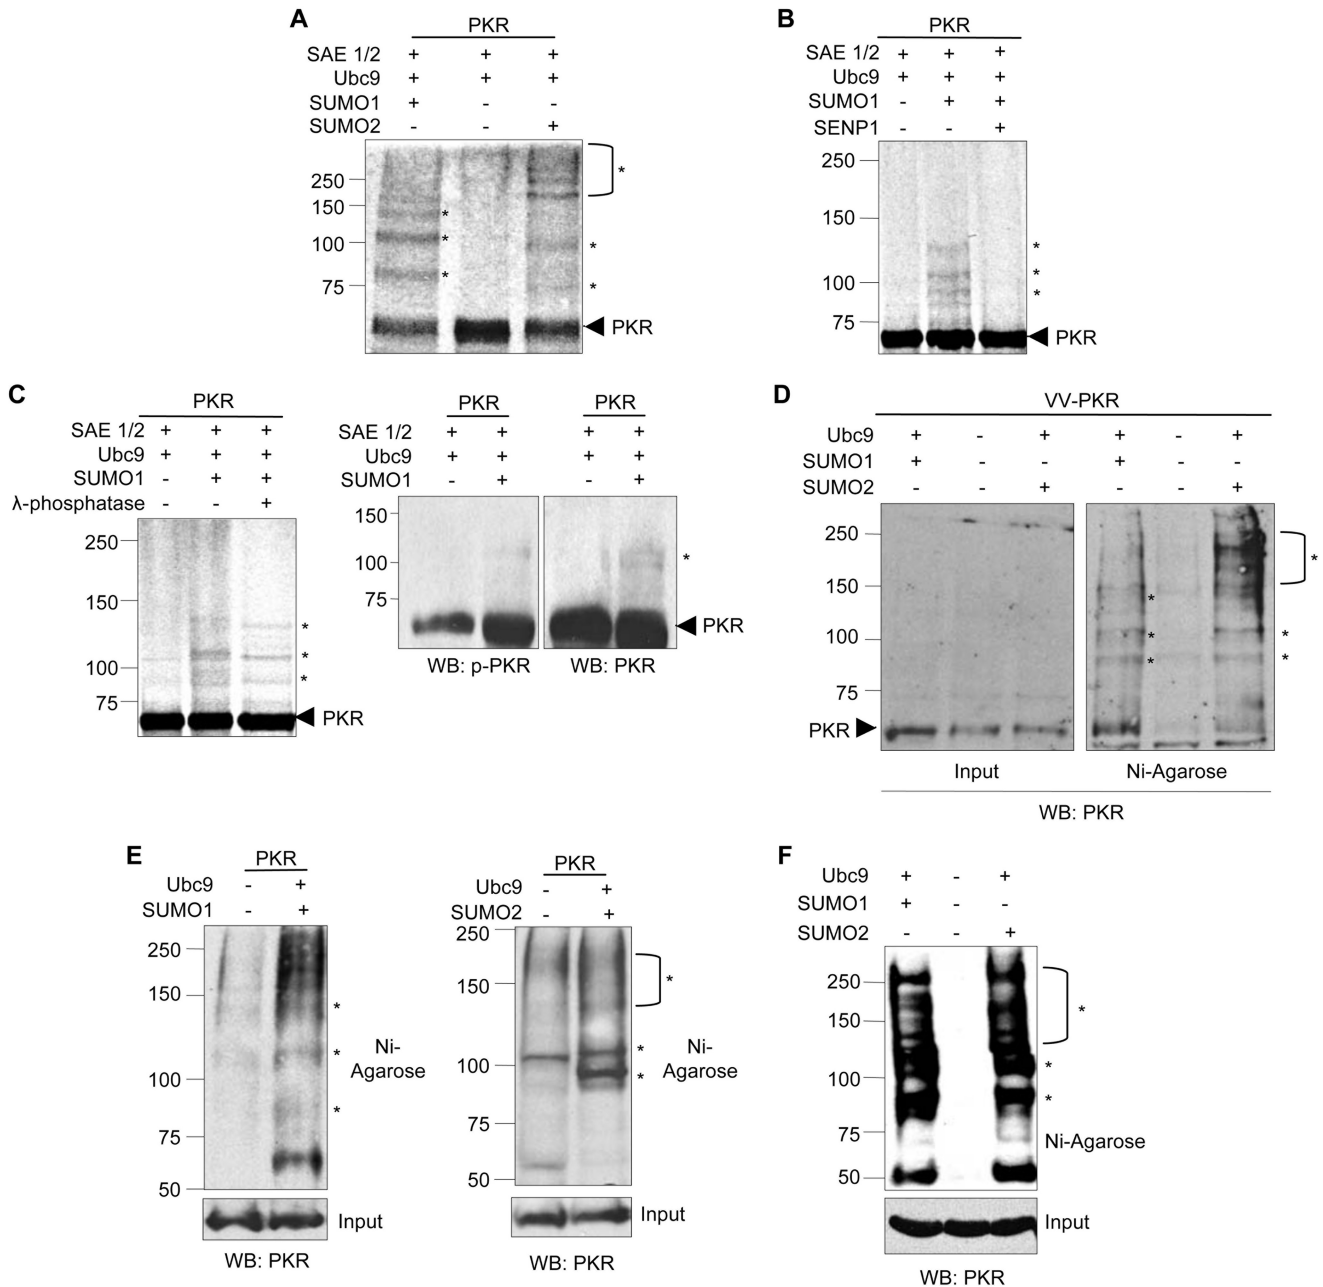 A
PKR
SAE 1/2 + + +
Ubc9 + + +
SUMO1 + - -
SUMO2 - - +
250
150
100
75
*
*
*
*
*
*
PKR
B
PKR
SAE 1/2 + + +
Ubc9 + + +
SUMO1 - + +
SENP1 - - +
250
150
100
75
*
*
*
PKR
C
PKR
SAE 1/2 + + +
Ubc9 + + +
SUMO1 - + +
λ-phosphatase - - +
250
150
100
75
*
*
*
PKR
PKR PKR
SAE 1/2 + + + +
Ubc9 + + + +
SUMO1 - + - +
150
100
75
*
PKR
WB: p-PKR WB: PKR
D
VV-PKR
Ubc9 + - + + - +
SUMO1 + - - + - -
SUMO2 - - + - - +
250
150
100
75
PKR
*
*
*
*
*
*
Input Ni-Agarose
WB: PKR
E
PKR
Ubc9 - +
SUMO1 - +
250
150
100
75
50
*
*
*
Ni-
Agarose
Input
WB: PKR
PKR
Ubc9 - +
SUMO2 - +
250
150
100
75
50
*
*
*
Ni-
Agarose
Input
WB: PKR
F
Ubc9 + - +
SUMO1 + - -
SUMO2 - - +
250
150
100
75
50
*
*
*
Ni-Agarose
Input
WB: PKR